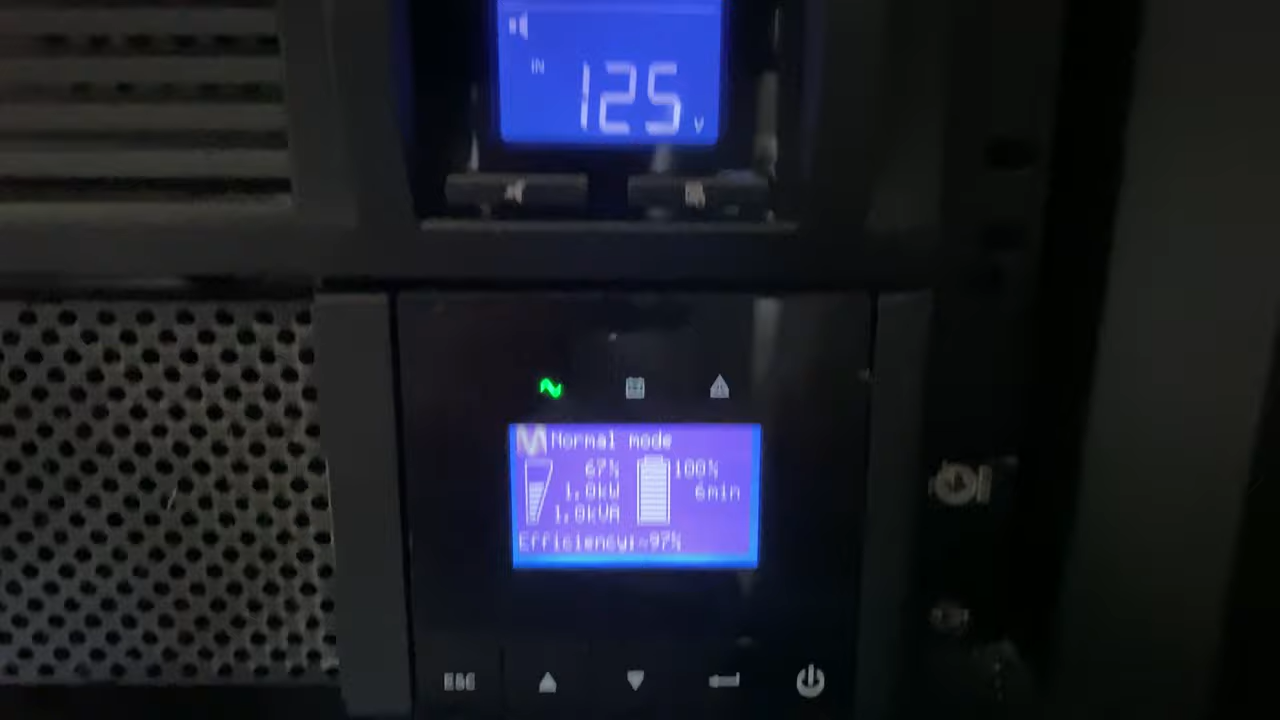 IN 125 V
Normal mode
67% 100%
1.0kW 6min
1.0kVA
Efficiency:~97%
ESC